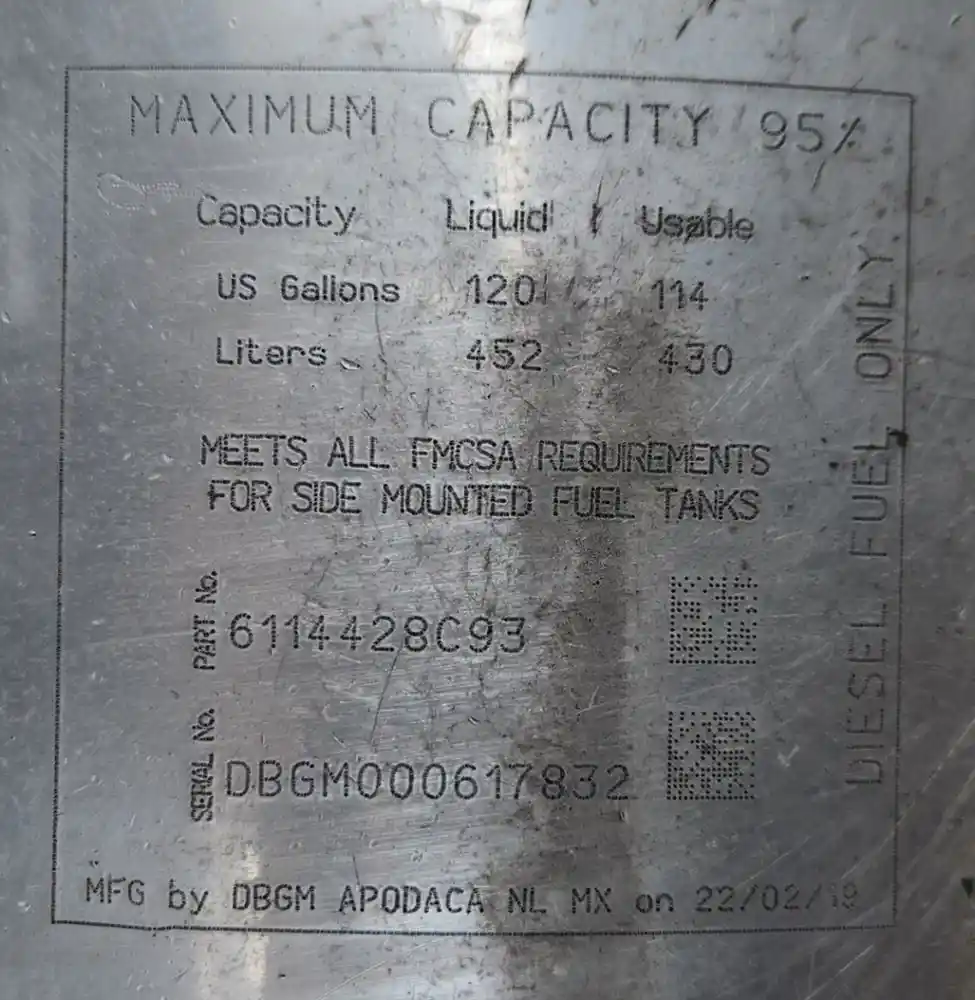 MAXIMUM CAPACITY 95%
Capacity Liquid / Usable
US Gallons 120 / 114
Liters 452 430
MEETS ALL FMCSA REQUIREMENTS
FOR SIDE MOUNTED FUEL TANKS
PART No. 6114428C93
SERIAL No. DBGM000617832
MFG by DBGM APODACA NL MX on 22/02/19
DIESEL FUEL ONLY